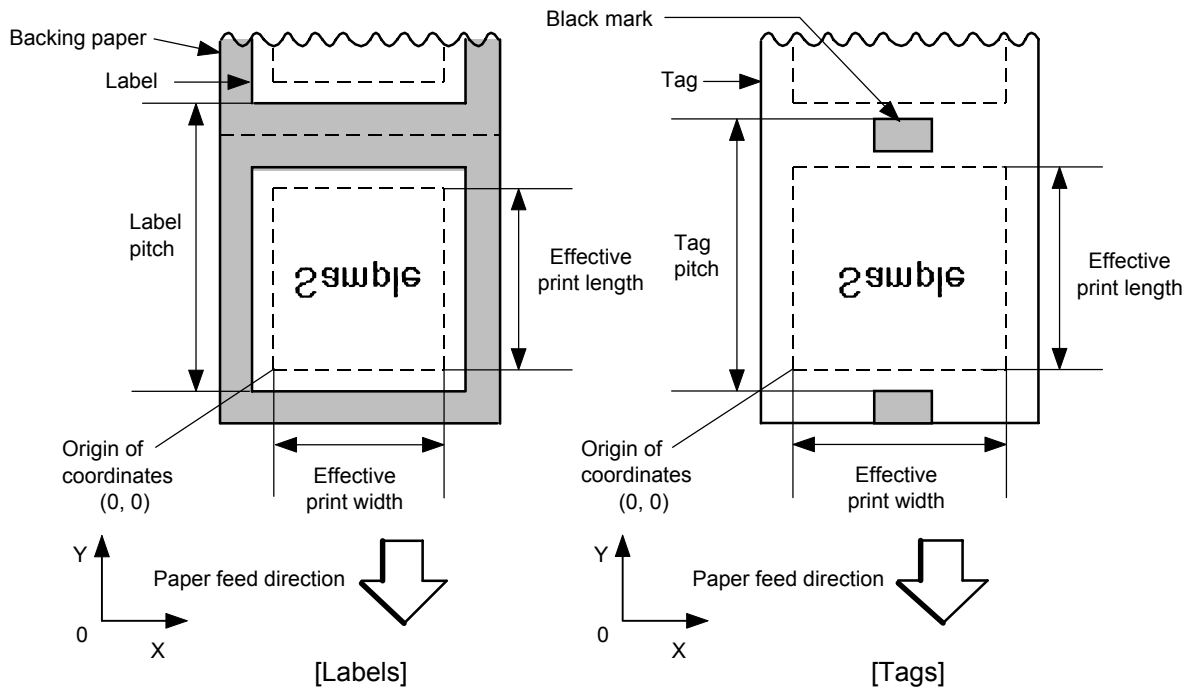 Backing paper
Label
Label
pitch
Sample
Effective
print length
Origin of
coordinates
(0, 0)
Effective
print width
Y
0
X
Paper feed direction
[Labels]
Black mark
Tag
Tag
pitch
Sample
Effective
print length
Origin of
coordinates
(0, 0)
Effective
print width
Y
0
X
Paper feed direction
[Tags]